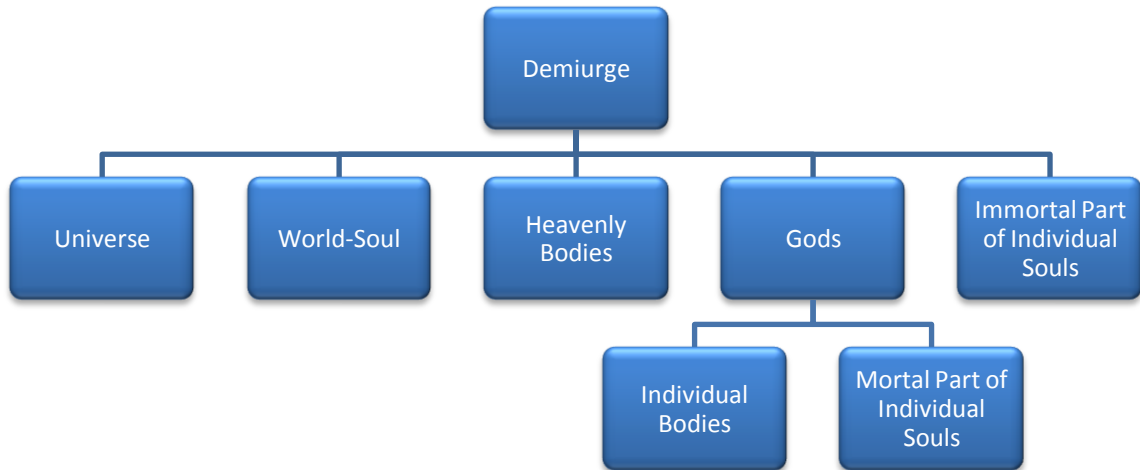 Demiurge
Universe
World-Soul
Heavenly
Bodies
Gods
Immortal Part
of Individual
Souls
Individual
Bodies
Mortal Part of
Individual
Souls